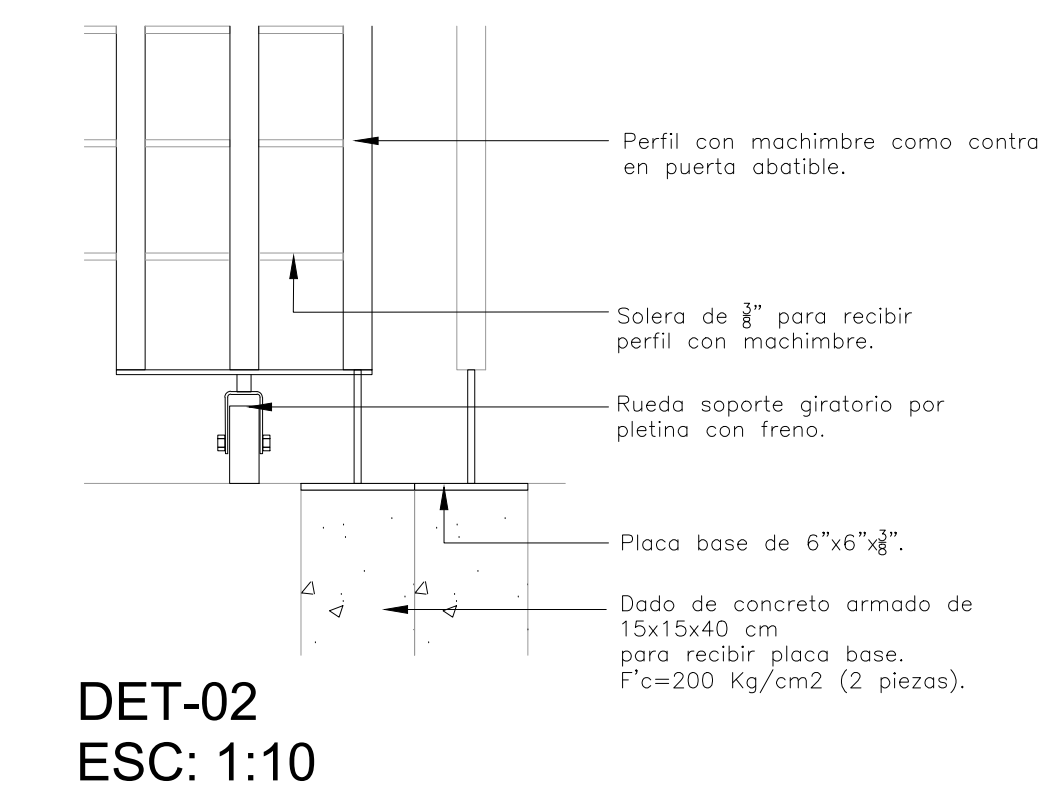 Perfil con machimbre como contra
en puerta abatible.
Solera de 3/8” para recibir
perfil con machimbre.
Rueda soporte giratorio por
pletina con freno.
Placa base de 6”x6”x3/8”.
Dado de concreto armado de
15x15x40 cm
para recibir placa base.
F'c=200 Kg/cm2 (2 piezas).
DET-02
ESC: 1:10